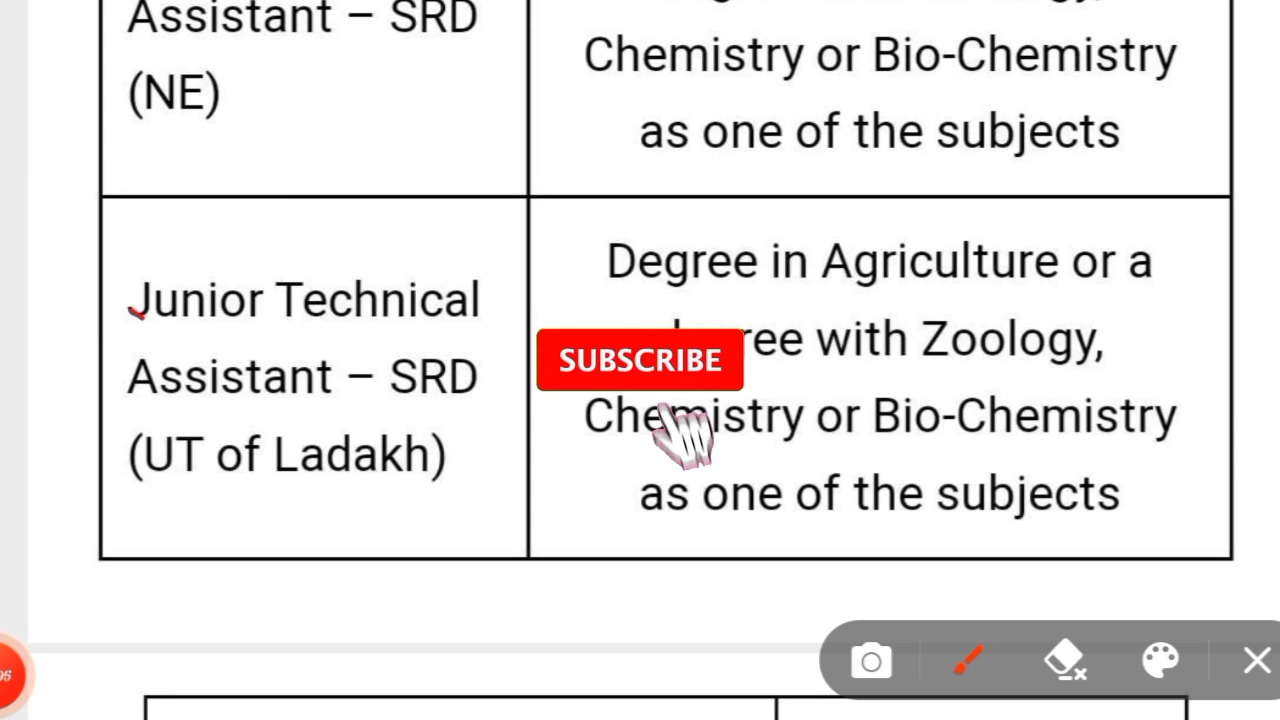 Assistant – SRD
(NE)
Chemistry or Bio-Chemistry
as one of the subjects
Junior Technical
Assistant – SRD
(UT of Ladakh)
Degree in Agriculture or a
with Zoology,
Chemistry or Bio-Chemistry
as one of the subjects
SUBSCRIBE